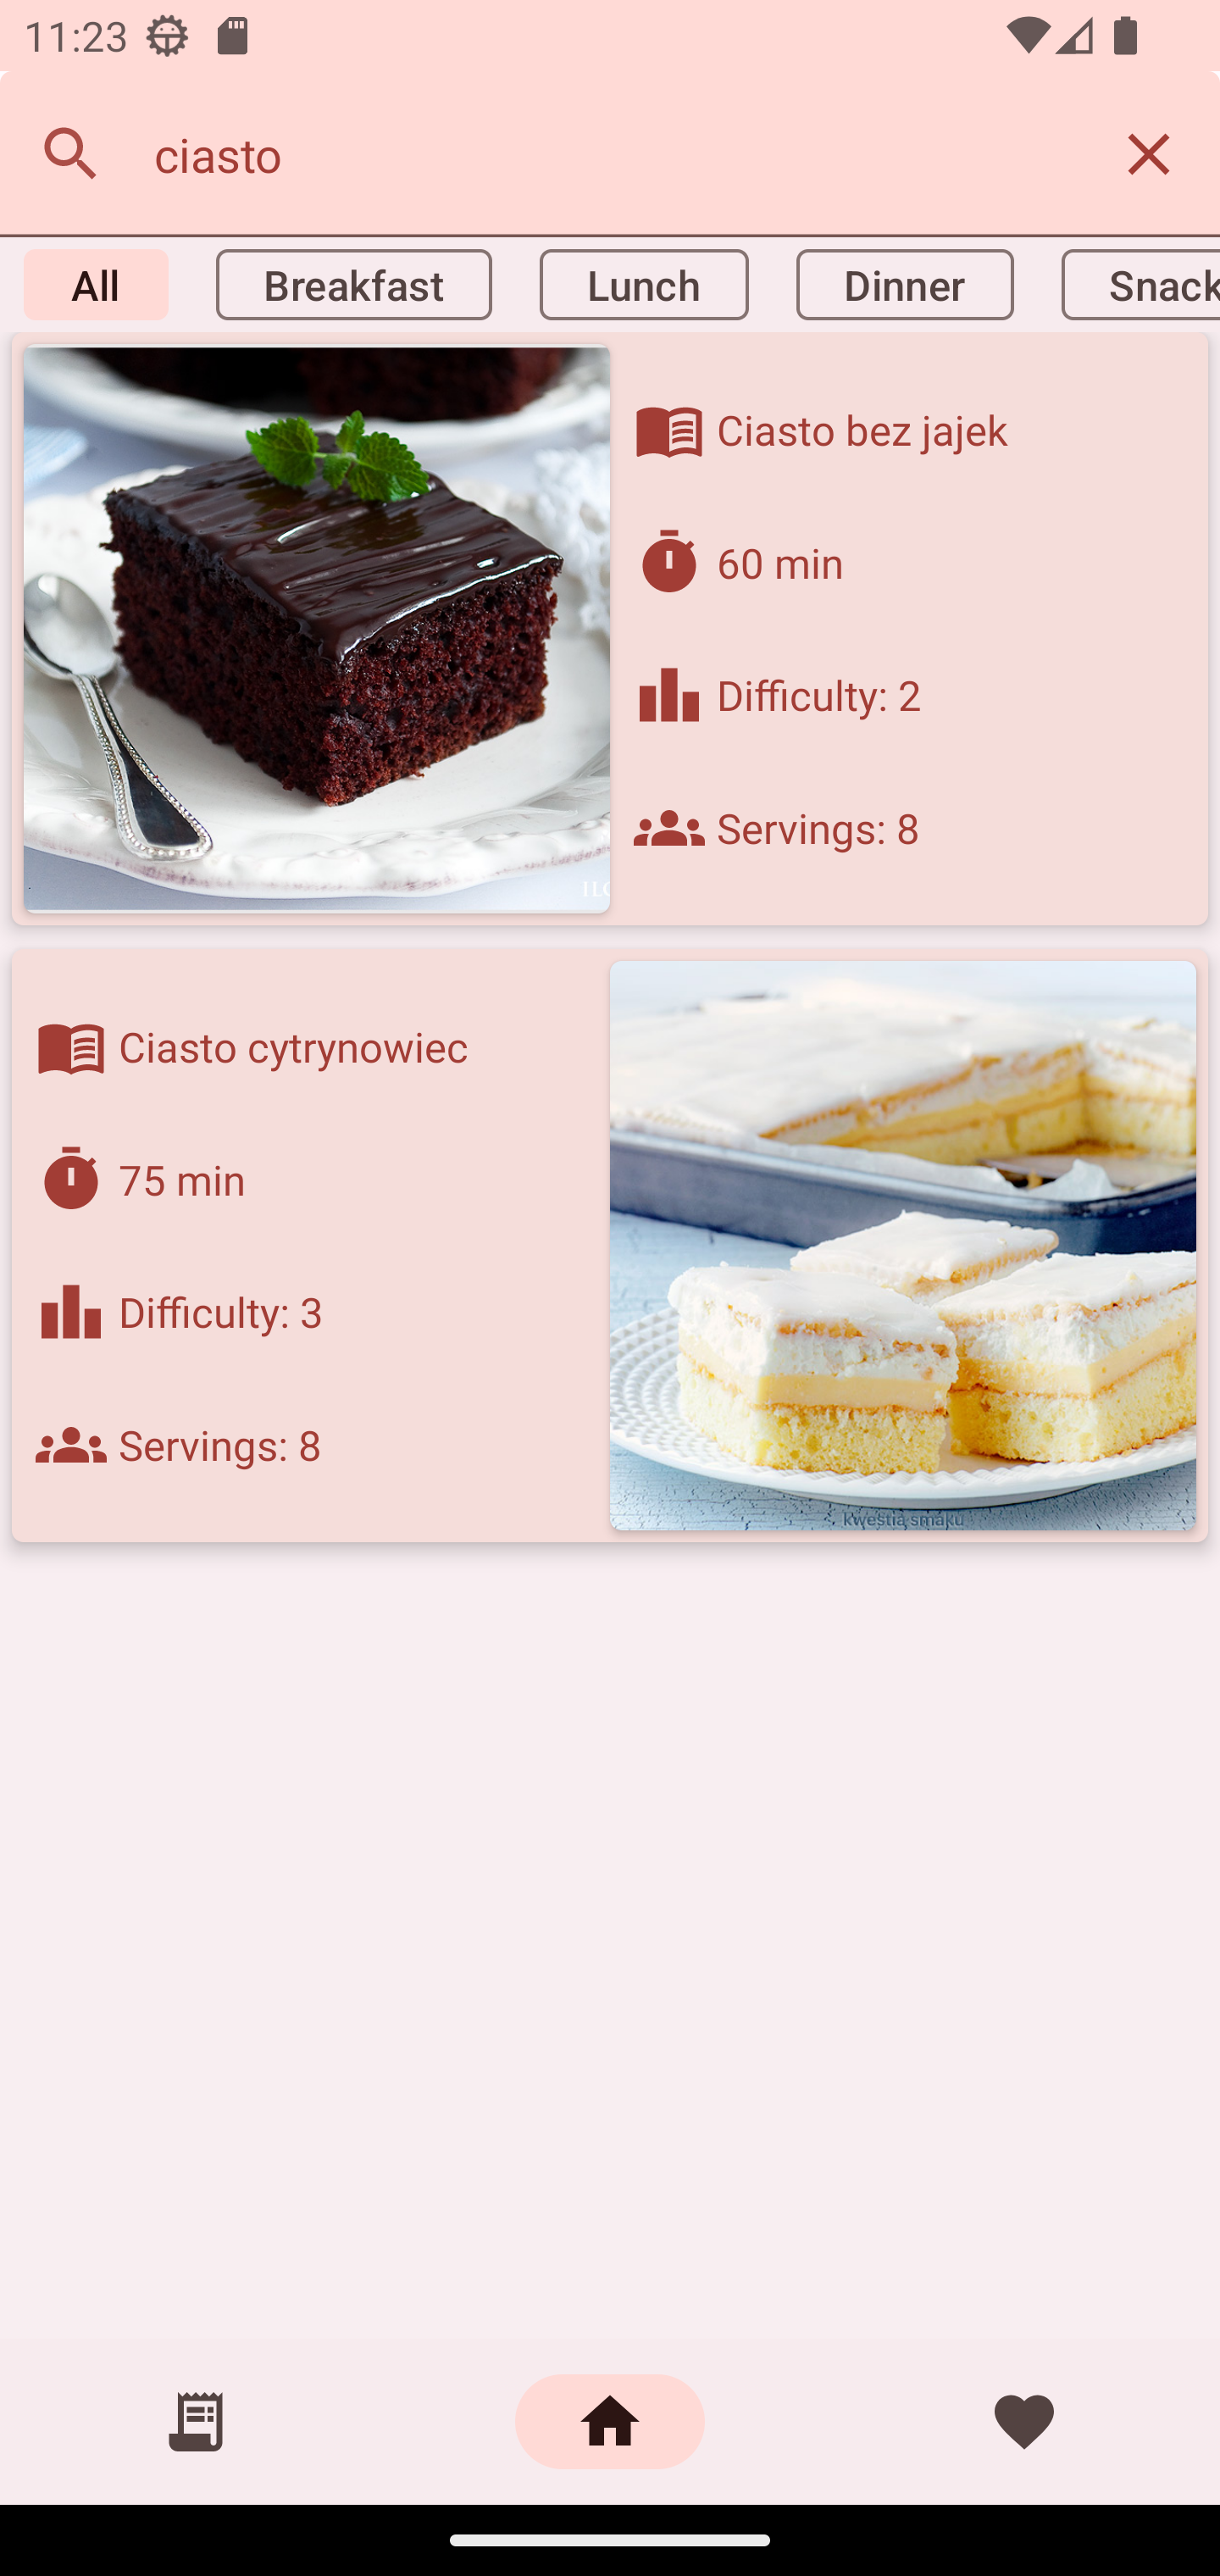 11:23
ciasto
All
Breakfast
Lunch
Dinner
Snack
Ciasto bez jajek
60 min
Difficulty: 2
Servings: 8
Ciasto cytrynowiec
75 min
Difficulty: 3
Servings: 8
kwestia smaku